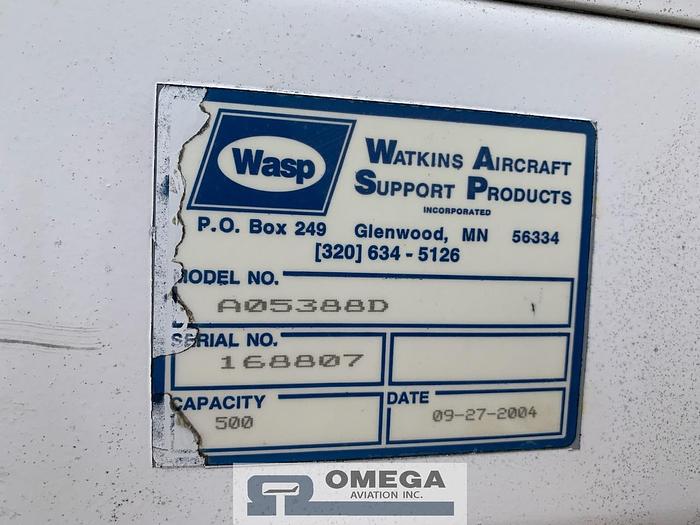 Wasp
WATKINS AIRCRAFT
SUPPORT PRODUCTS
INCORPORATED
P.O. Box 249 Glenwood, MN 56334
[320] 634 - 5126
MODEL NO.
A05388D
SERIAL NO.
168807
CAPACITY
500
DATE
09-27-2004
OMEGA
AVIATION INC.